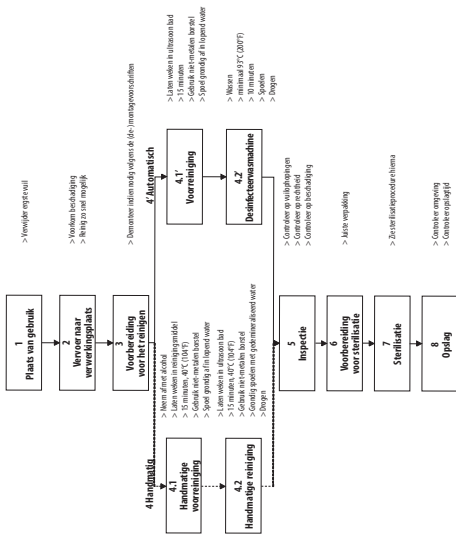 1
Plaats van gebruik
> Verwijder ergste vuil
2
Vervoer naar
verwerkingsplaats
> Voorkom beschadiging
> Reinig zo snel mogelijk
3
Voorbereiding
voor het reinigen
> Demonteer indien nodig volgens de (de-) montagevoorschriften
4 Handmatig
4.1
Handmatige
voorreiniging
> Neem af met alcohol
> Laten weken in reinigingsmiddel
> 15 minuten, 40°C (104°F)
> Gebruik niet-metalen borstel
> Spoel grondig af in lopend water
4.2
Handmatige reiniging
> Laten weken in ultrasoon bad
> 15 minuten, 40°C (104°F)
> Gebruik niet-metalen borstel
> Grondig spoelen met gedemineraliseerd water
> Drogen
4' Automatisch
4.1'
Voorreiniging
> Laten weken in ultrasoon bad
> 15 minuten
> Gebruik niet-metalen borstel
> Spoel grondig af in lopend water
4.2'
Desinfecteerwasmachine
> Wassen
> minimaal 93°C (200°F)
> 10 minuten
> Spoelen
> Drogen
5
Inspectie
> Controleer op vuilophopingen
> Controleer op rechtheid
> Controleer op beschadiging
6
Voorbereiding
voor sterilisatie
> Juiste verpakking
7
Sterilisatie
> Zie sterilisatieprocedure hierna
8
Opslag
> Controleer omgeving
> Controleer opslagtijd